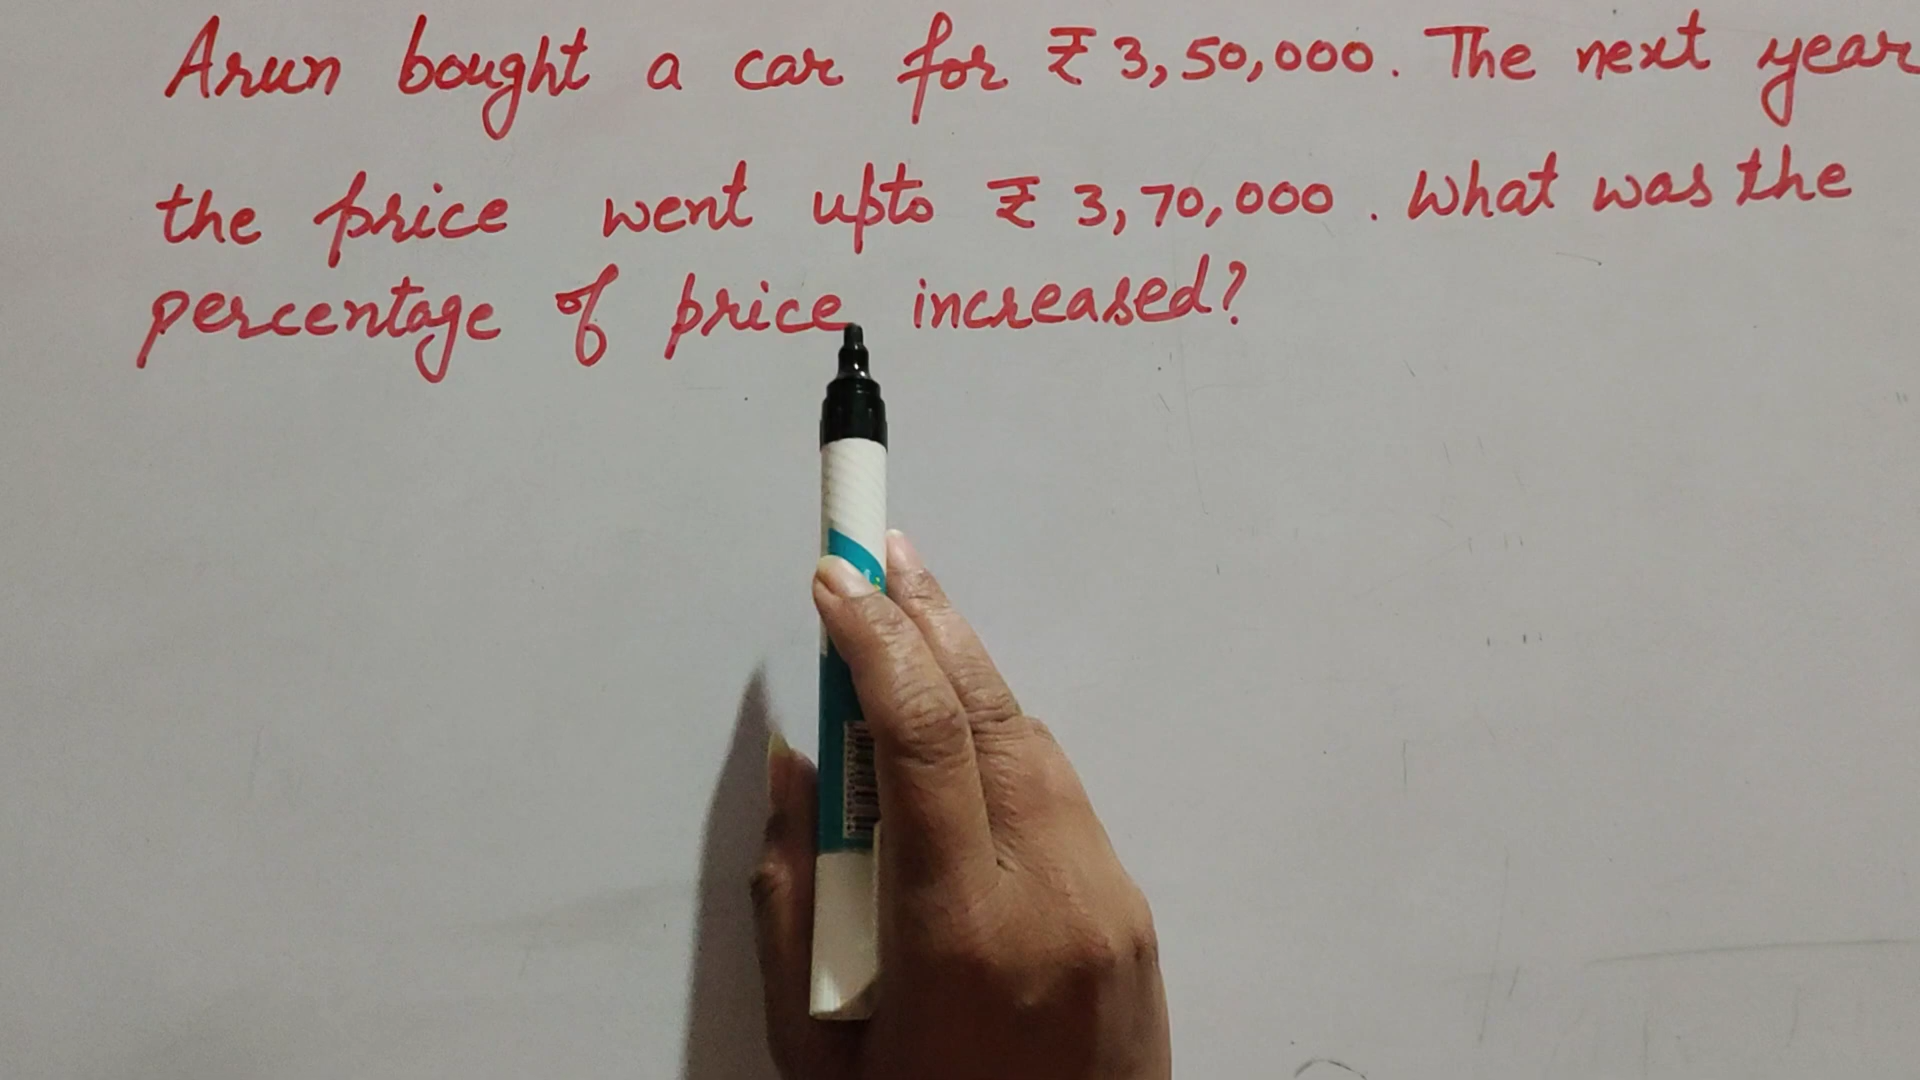 Arun bought a car for ₹ 3,50,000. The next year
the price went upto ₹ 3,70,000. What was the
percentage of price increased?